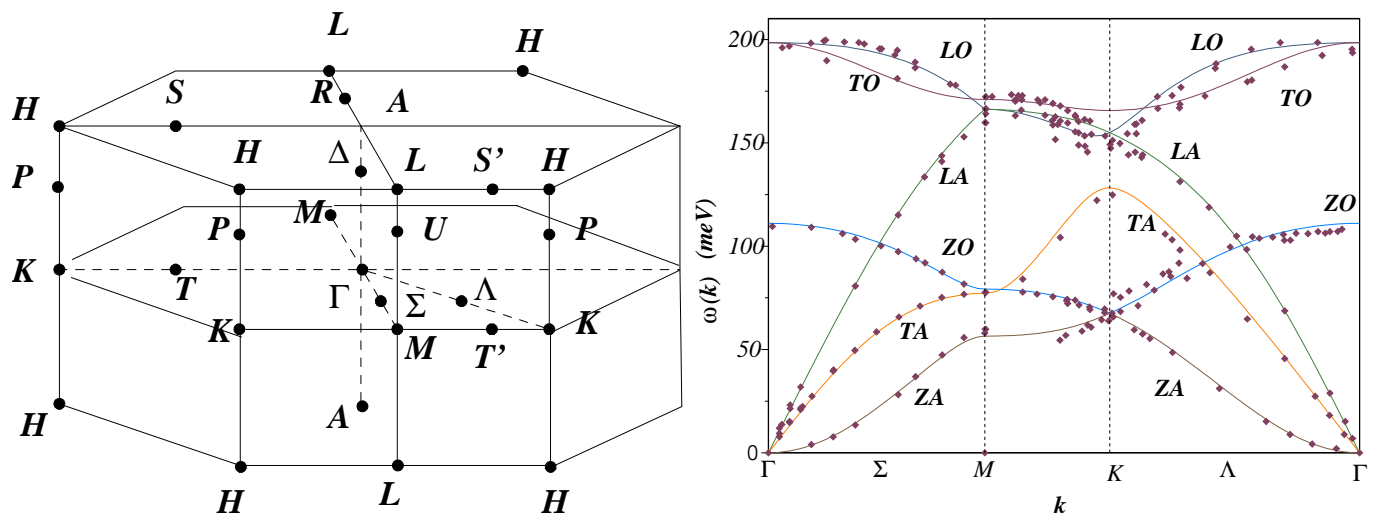 L
H
S
R
A
H
H
Δ
L
S'
H
P
M
P
U
P
K
T
Γ
Σ
Λ
K
M
T'
K
A
H
H
L
H
200
150
100
50
0
ω(k) (meV)
LO
LO
TO
TO
LA
LA
ZO
TA
ZO
TA
ZA
ZA
Γ
Σ
M
K
Λ
Γ
k